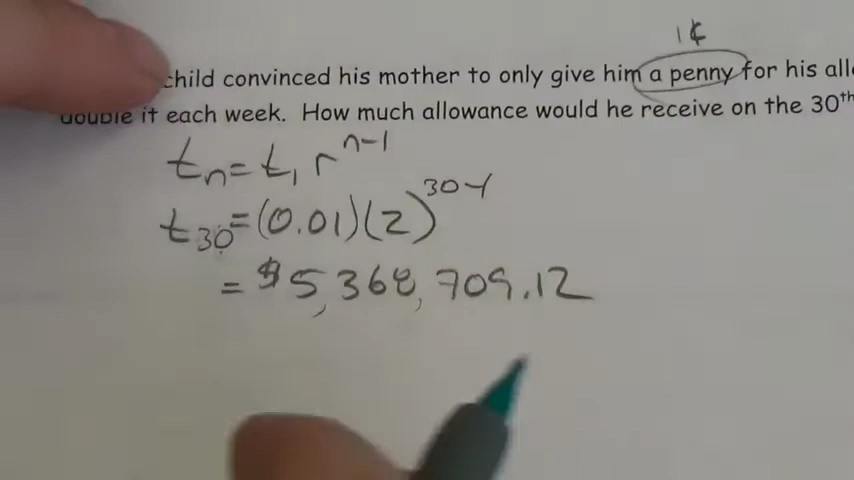 1¢
child convinced his mother to only give him a penny for his all
double it each week. How much allowance would he receive on the 30th
tn = t1 r^n-1
t30 = (0.01)(2)^30-1
= $5,368,709.12